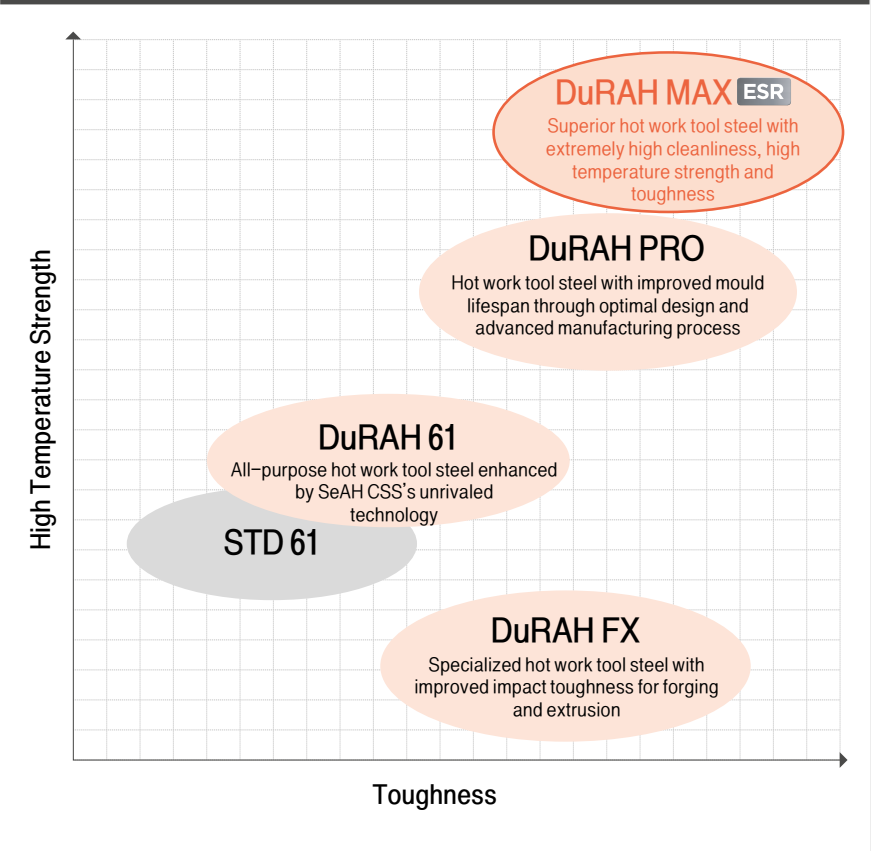 DuRAH MAX ESR
Superior hot work tool steel with
extremely high cleanliness, high
temperature strength and
toughness
DuRAH PRO
Hot work tool steel with improved mould
lifespan through optimal design and
advanced manufacturing process
High Temperature Strength
DuRAH 61
All-purpose hot work tool steel enhanced
by SeAH CSS's unrivaled
technology
STD 61
DuRAH FX
Specialized hot work tool steel with
improved impact toughness for forging
and extrusion
Toughness